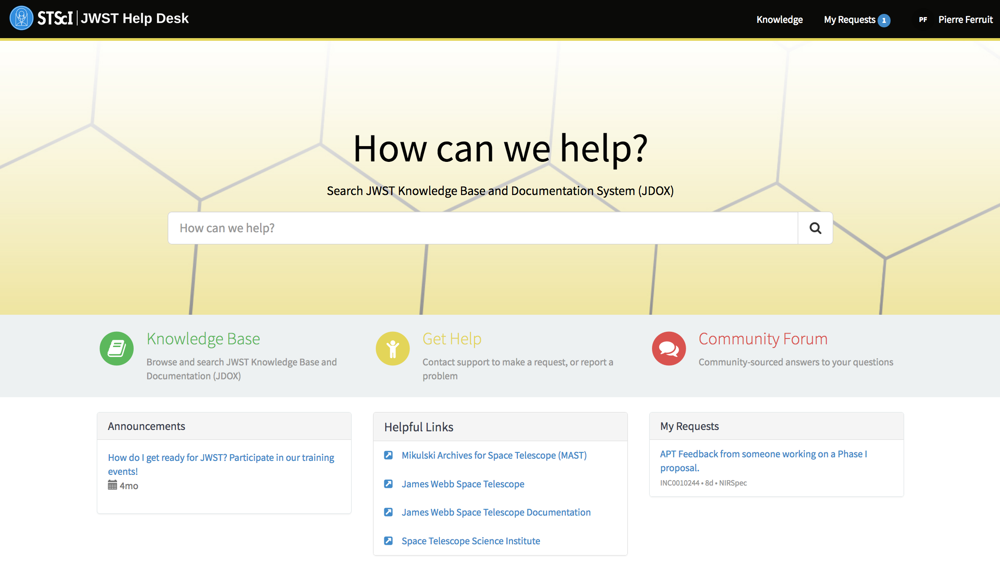 STScI | JWST Help Desk
Knowledge
My Requests 1
PF Pierre Ferruit
How can we help?
Search JWST Knowledge Base and Documentation System (JDOX)
How can we help?
Knowledge Base
Browse and search JWST Knowledge Base and
Documentation (JDOX)
Get Help
Contact support to make a request, or report a
problem
Community Forum
Community-sourced answers to your questions
Announcements
How do I get ready for JWST? Participate in our training
events!
4mo
Helpful Links
Mikulski Archives for Space Telescope (MAST)
James Webb Space Telescope
James Webb Space Telescope Documentation
Space Telescope Science Institute
My Requests
APT Feedback from someone working on a Phase I
proposal.
INC0010244 • 8d • NIRSpec